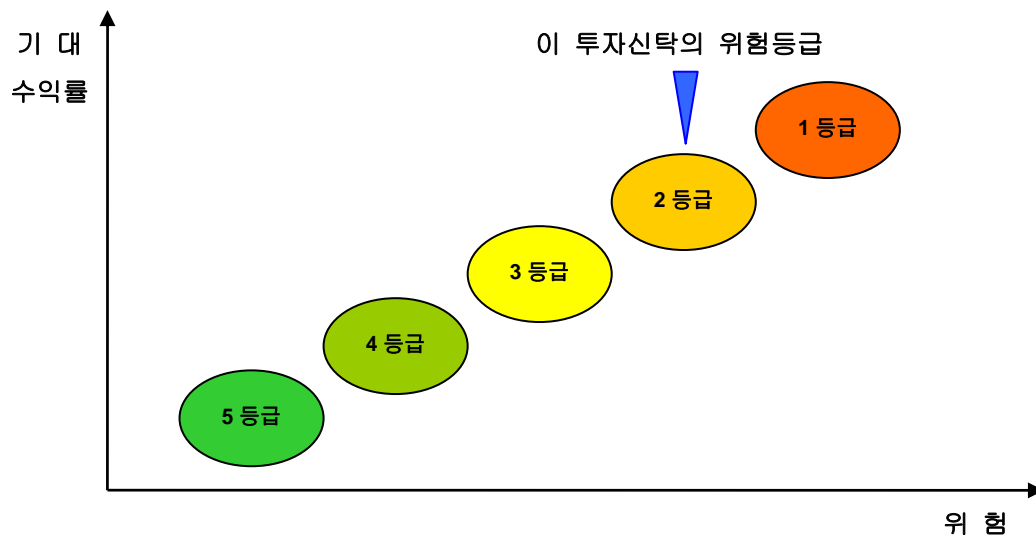 기 대
수익률
이 투자신탁의 위험등급
1 등급
2 등급
3 등급
4 등급
5 등급
위 험